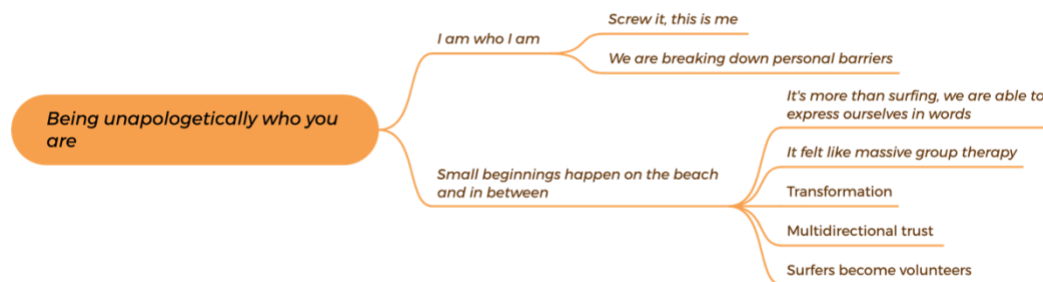 Being unapologetically who you
are
I am who I am
Screw it, this is me
We are breaking down personal barriers
Small beginnings happen on the beach
and in between
It's more than surfing, we are able to
express ourselves in words
It felt like massive group therapy
Transformation
Multidirectional trust
Surfers become volunteers